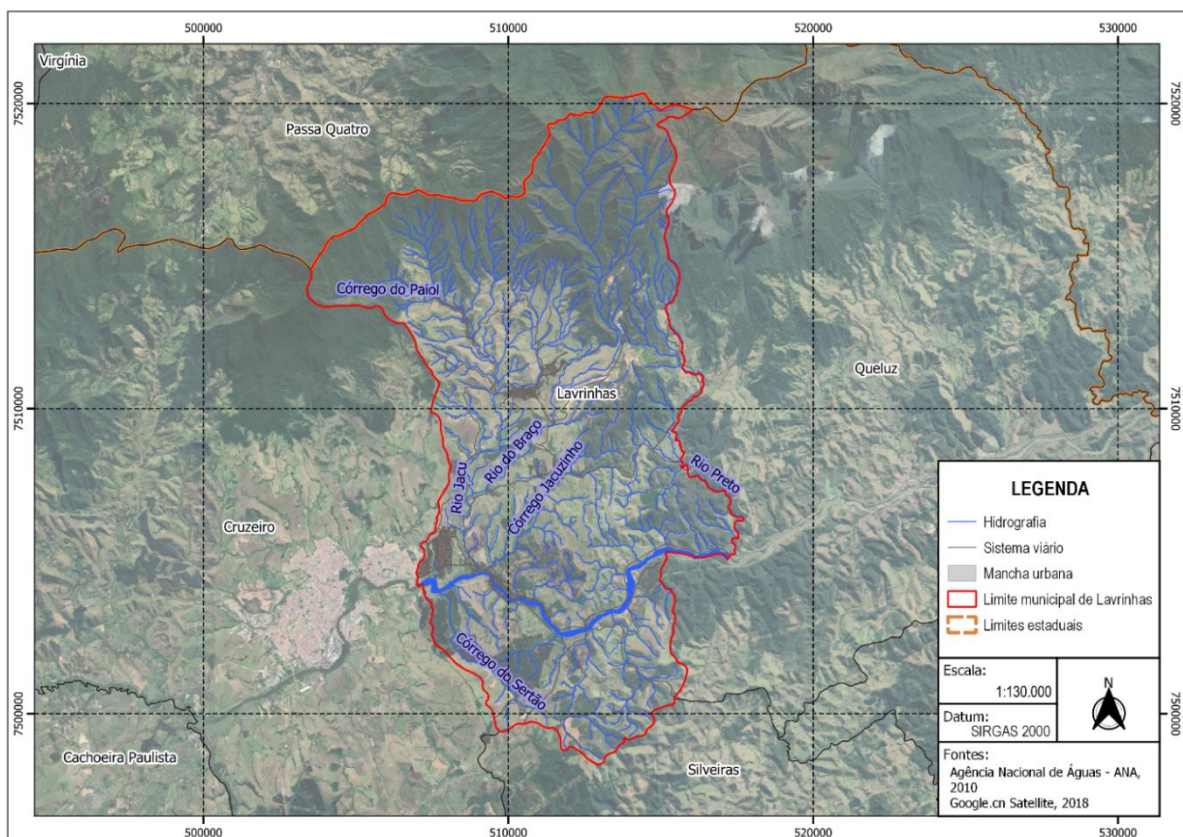 500000
510000
520000
530000
Virgínia
7520000
7520000
Passa Quatro
Córrego do Paiol
Queluz
Lavrinhas
7510000
7510000
Rio do Braço
Rio Jacu
Córrego Jacuzinho
Rio Preto
Cruzeiro
Córrego do Sertão
7500000
7500000
Cachoeira Paulista
Silveiras
LEGENDA
Hidrografia
Sistema viário
Mancha urbana
Limite municipal de Lavrinhas
Limites estaduais
Escala:
1:130.000
N
Datum:
SIRGAS 2000
Fontes:
Agência Nacional de Águas - ANA,
2010
Google.cn Satellite, 2018
500000
510000
520000
530000